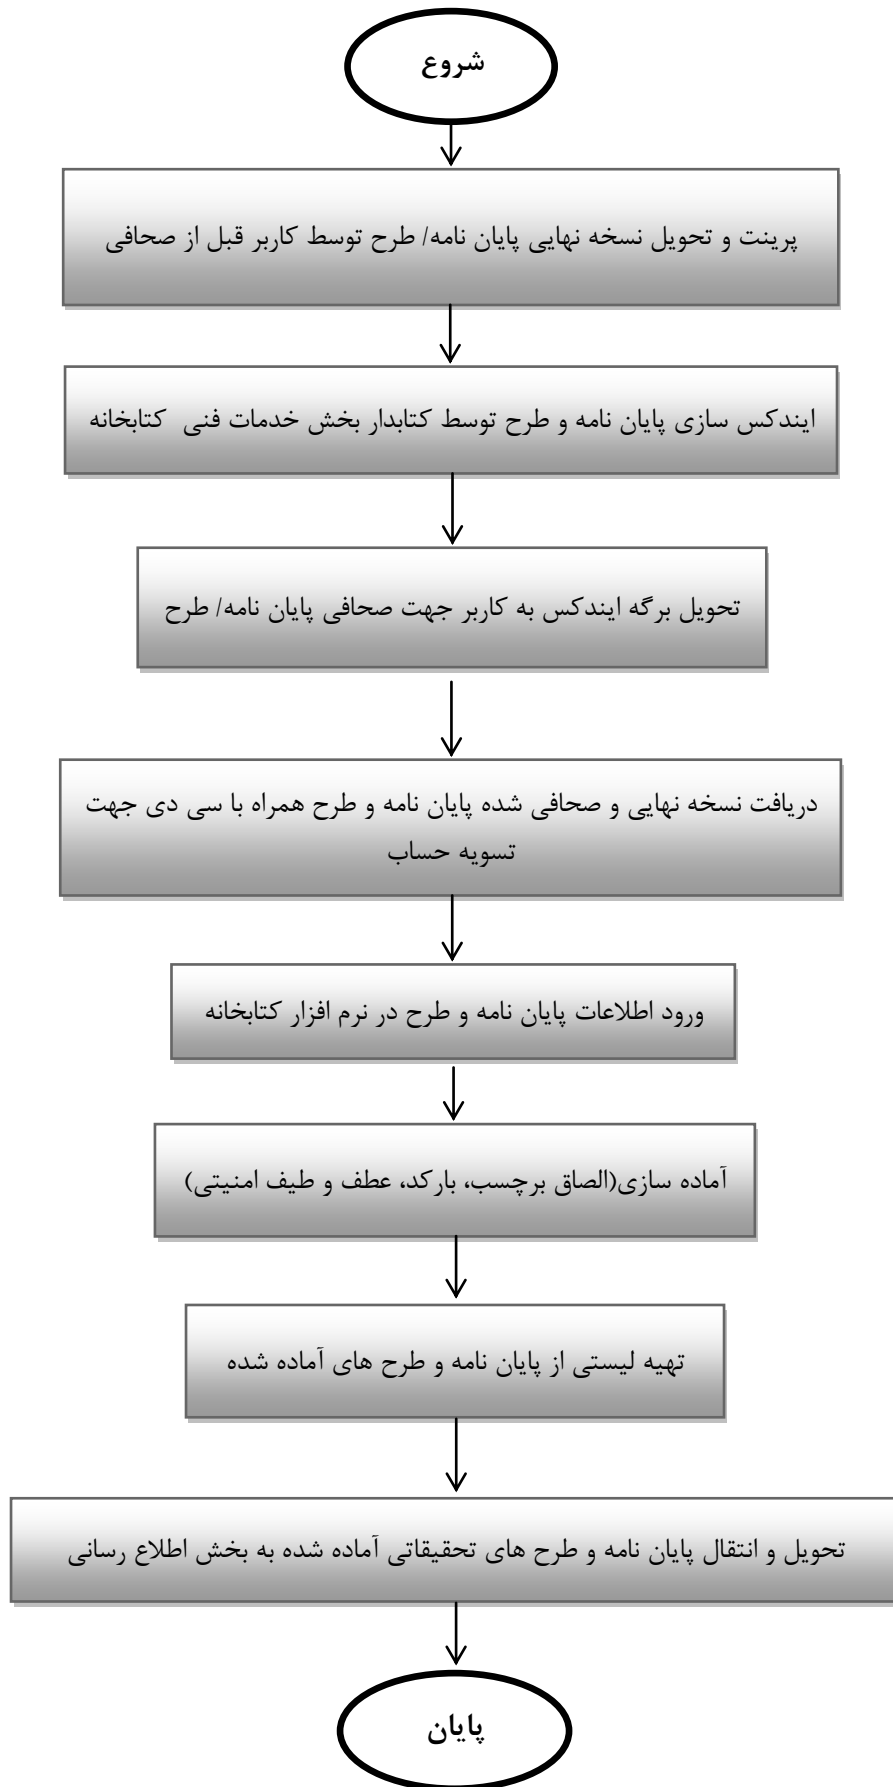 شروع
پرینت و تحویل نسخه نهایی پایان نامه/ طرح توسط کاربر قبل از صحافی
ایندکس سازی پایان نامه و طرح توسط کتابدار بخش خدمات فنی کتابخانه
تحویل برگه ایندکس به کاربر جهت صحافی پایان نامه/ طرح
دریافت نسخه نهایی و صحافی شده پایان نامه و طرح همراه با سی دی جهت
تسویه حساب
ورود اطلاعات پایان نامه و طرح در نرم افزار کتابخانه
آماده سازی(الصاق برچسب، بارکد، عطف و طیف امنیتی)
تهیه لیستی از پایان نامه و طرح های آماده شده
تحویل و انتقال پایان نامه و طرح های تحقیقاتی آماده شده به بخش اطلاع رسانی
پایان